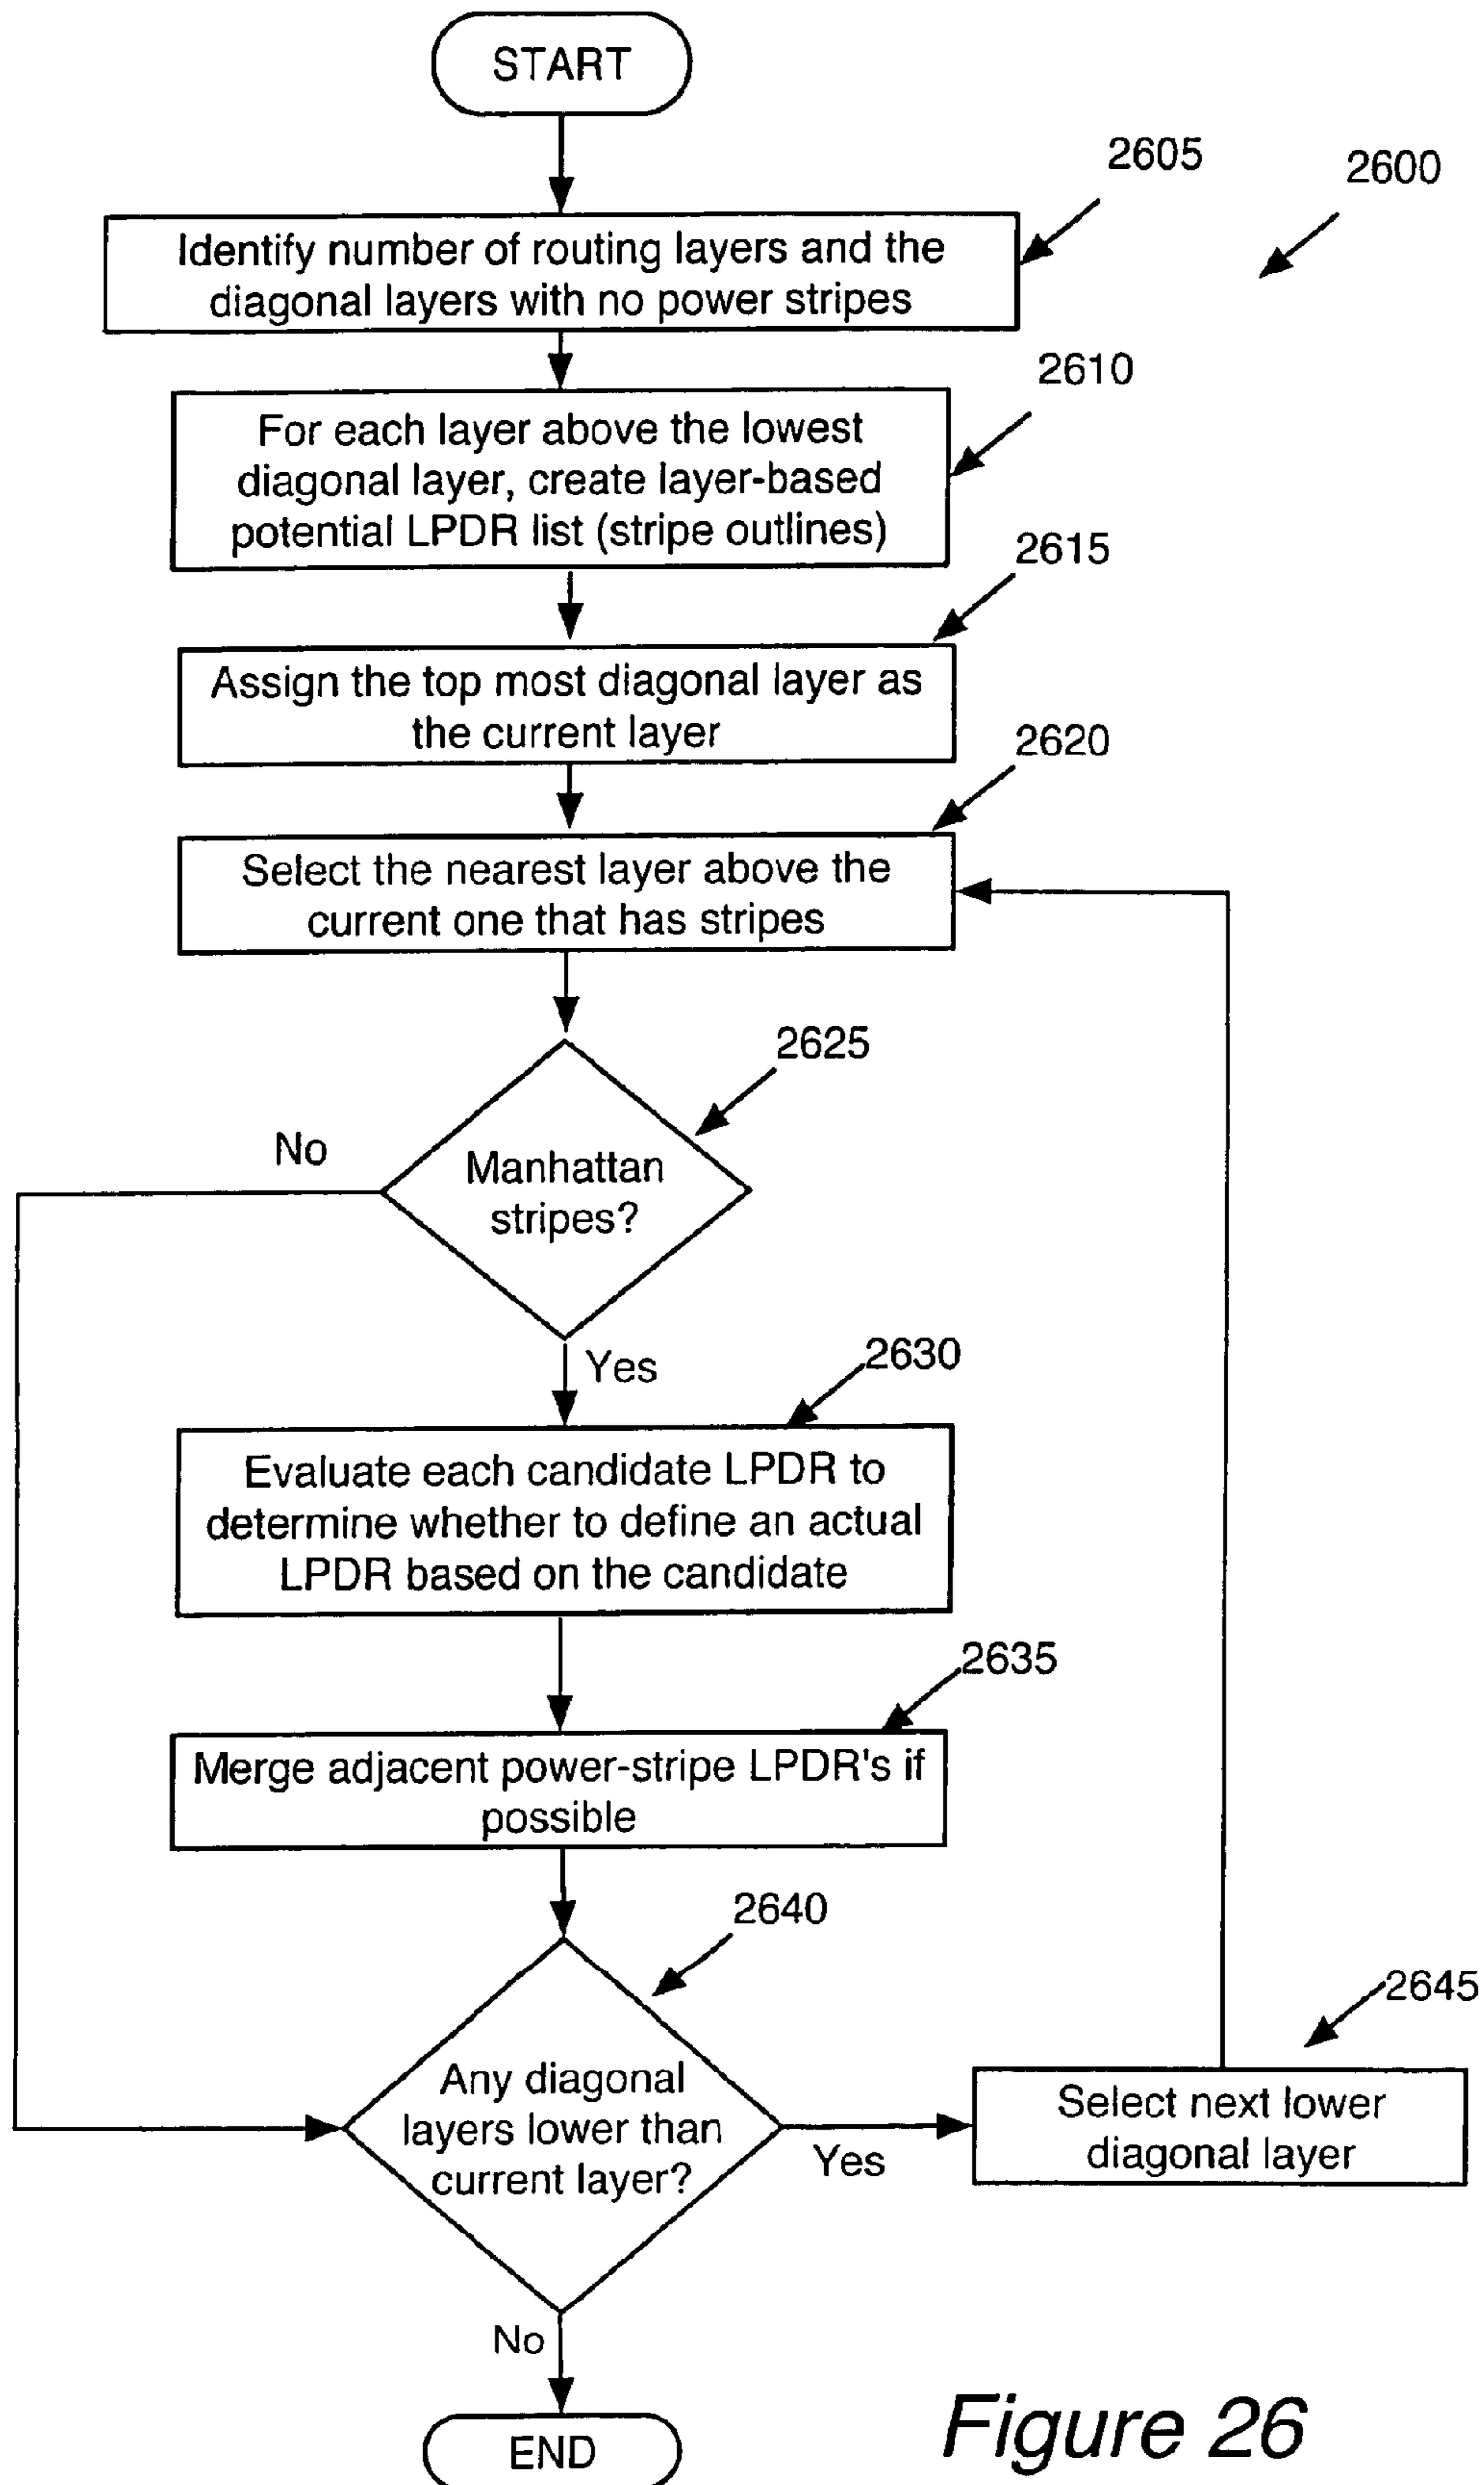 START
2605
2600
Identify number of routing layers and the
diagonal layers with no power stripes
2610
For each layer above the lowest
diagonal layer, create layer-based
potential LPDR list (stripe outlines)
2615
Assign the top most diagonal layer as
the current layer
2620
Select the nearest layer above the
current one that has stripes
2625
No
Manhattan
stripes?
Yes
2630
Evaluate each candidate LPDR to
determine whether to define an actual
LPDR based on the candidate
2635
Merge adjacent power-stripe LPDR's if
possible
2640
2645
Any diagonal
layers lower than
current layer?
Yes
Select next lower
diagonal layer
No
END
Figure 26